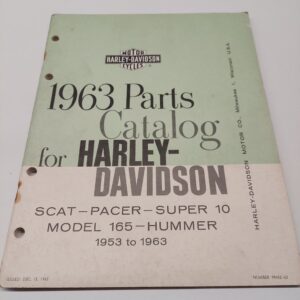 MOTOR
HARLEY-DAVIDSON
CYCLES
1963 Parts
Catalog
for HARLEY-
DAVIDSON
SCAT-PACER-SUPER 10
MODEL 165-HUMMER
1953 to 1963
HARLEY-DAVIDSON MOTOR CO., Milwaukee 1, Wisconsin U.S.A.